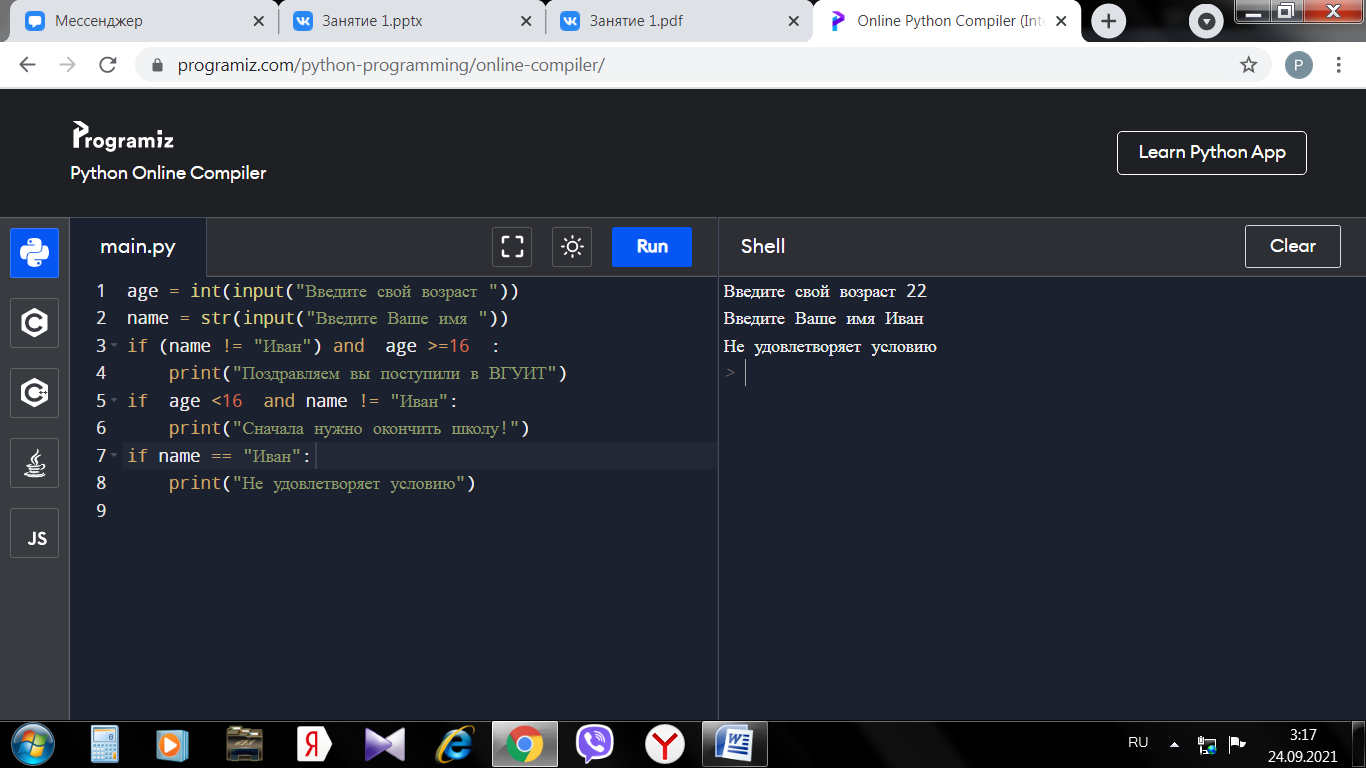 Мессенджер
Занятие 1.pptx
Занятие 1.pdf
Online Python Compiler (Inte
programiz.com/python-programming/online-compiler/
P
Programiz
Python Online Compiler
Learn Python App
main.py
Run
Shell
Clear
1 age = int(input("Введите свой возраст "))
2 name = str(input("Введите Ваше имя "))
3 if (name != "Иван") and  age >=16  :
4     print("Поздравляем вы поступили в ВГУИТ")
5 if  age <16  and name != "Иван":
6     print("Сначала нужно окончить школу!")
7 if name == "Иван":
8     print("Не удовлетворяет условию")
9
Введите свой возраст 22
Введите Ваше имя Иван
Не удовлетворяет условию
>
C
C++
JS
Я
Y
W
RU
3:17
24.09.2021